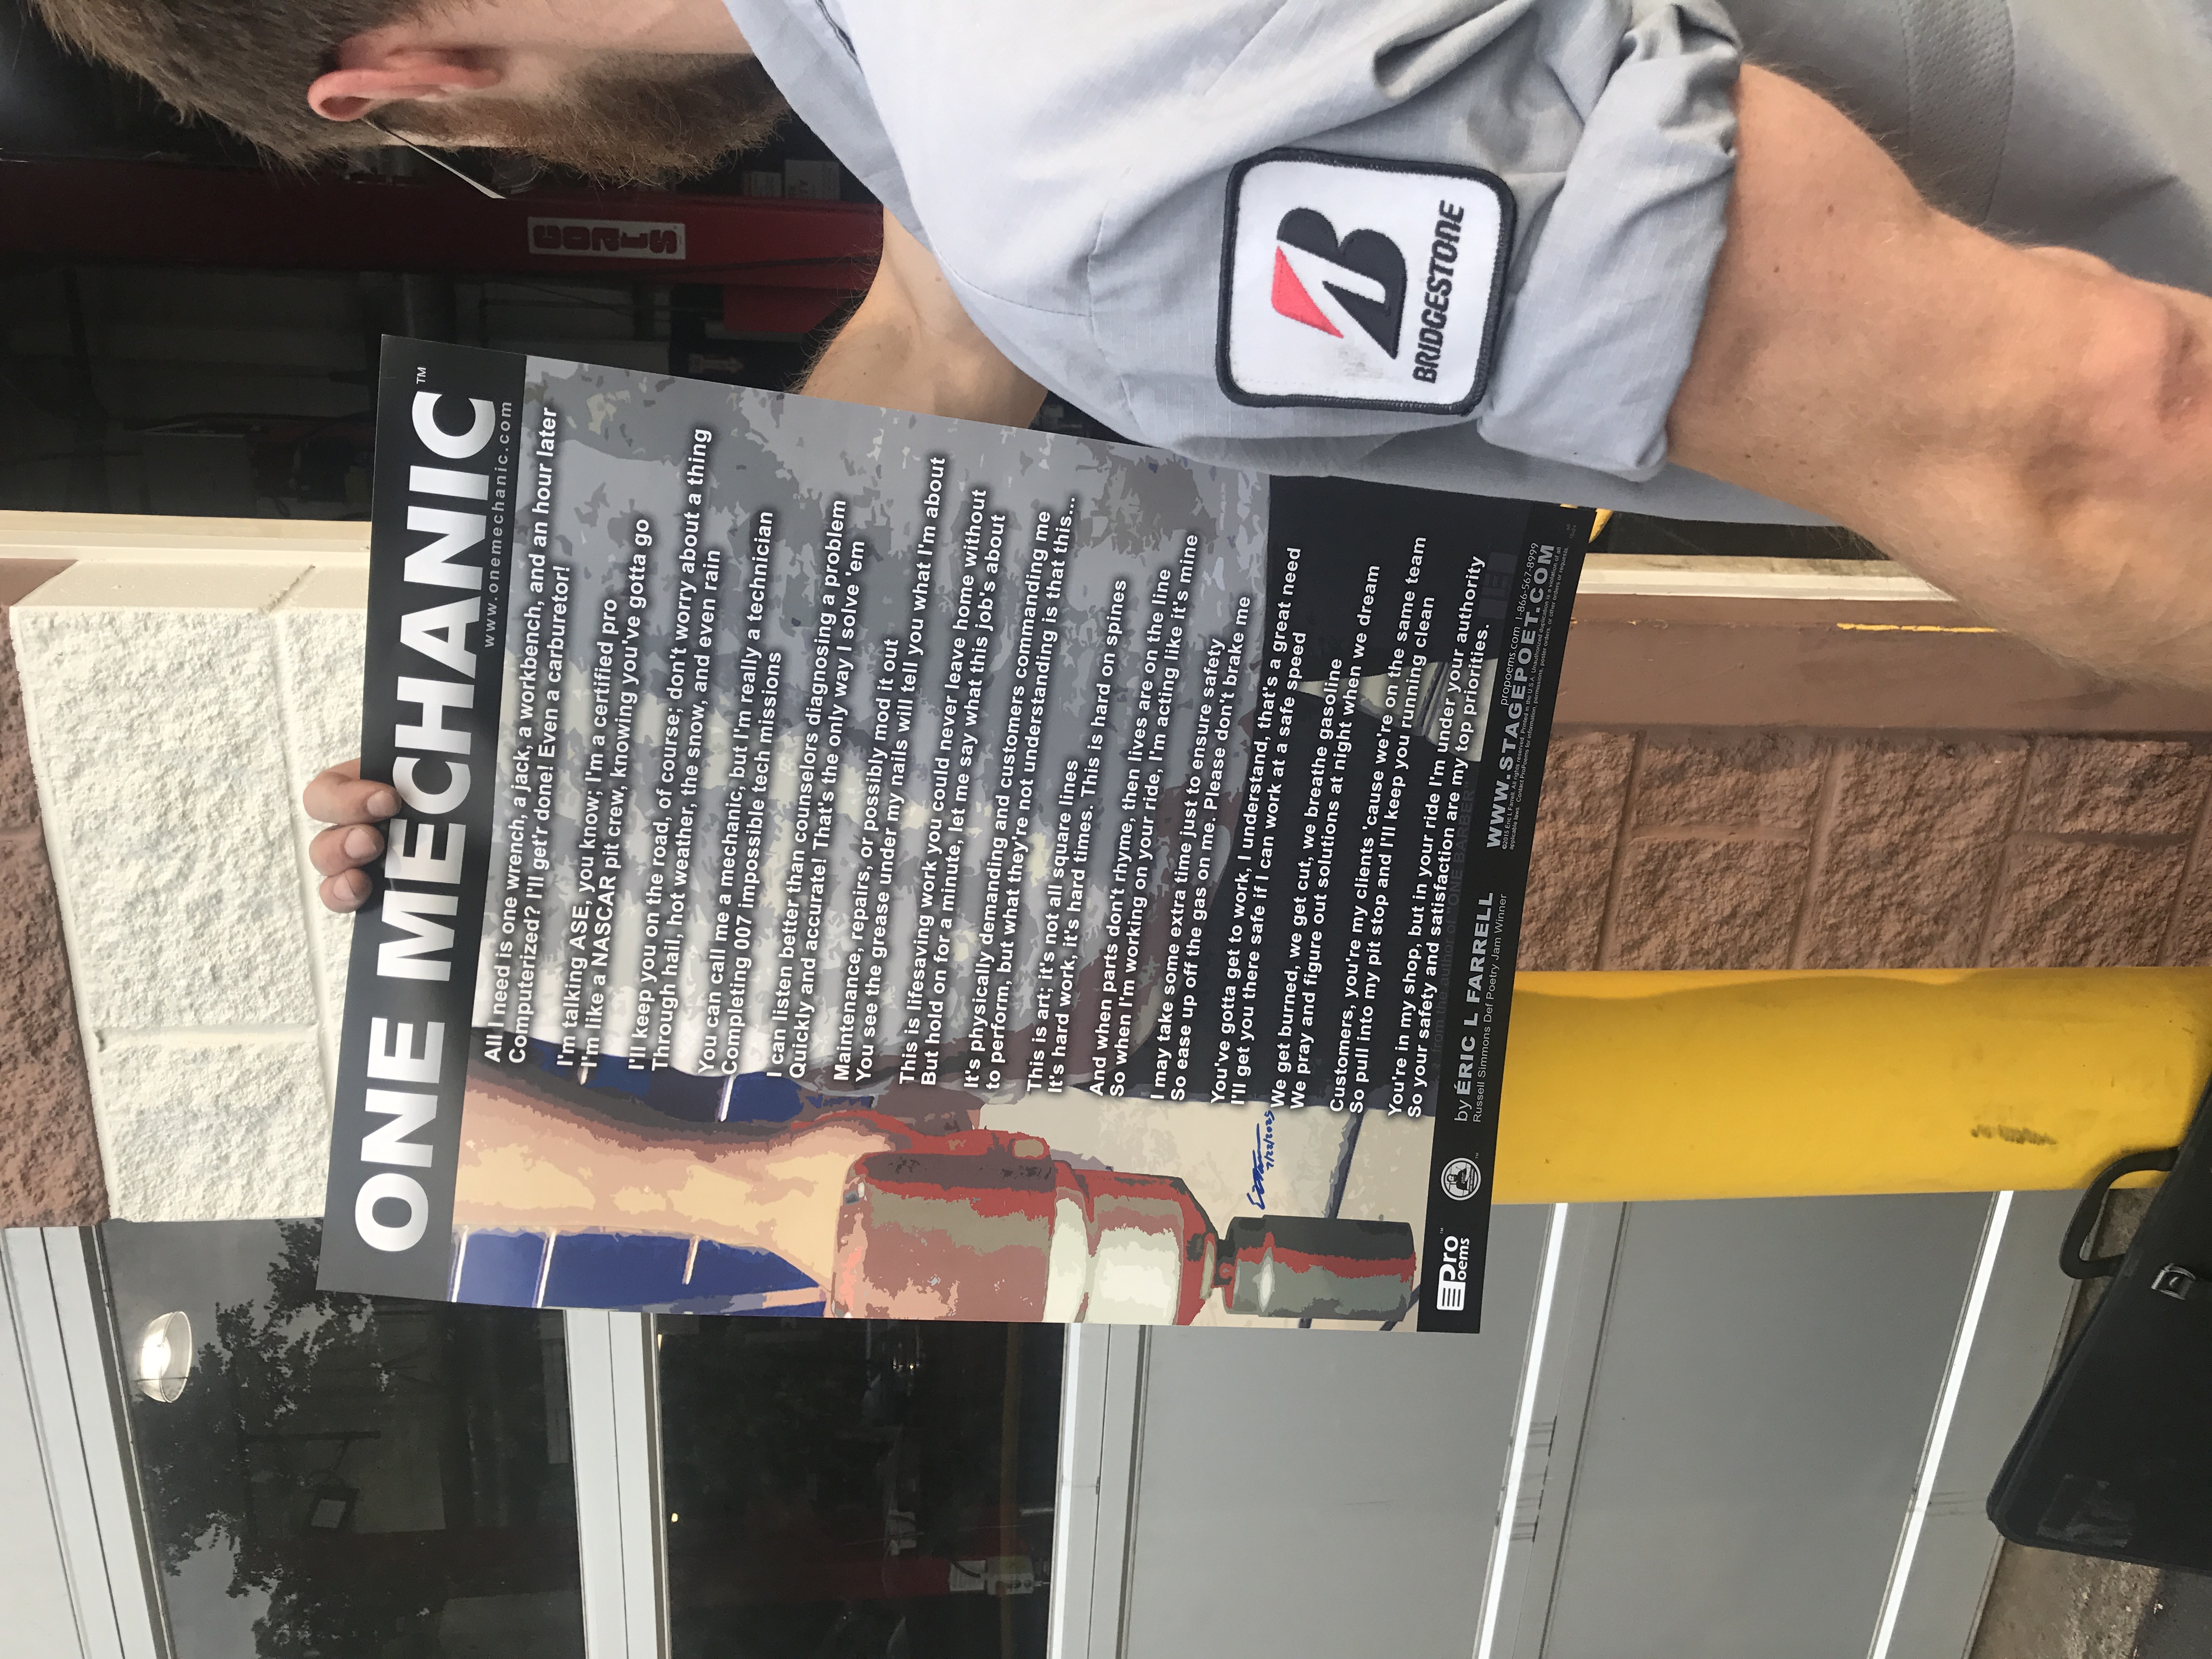 ONE MECHANIC™
www.onemechanic.com
All I need is one wrench, a jack, a workbench, and an hour later
Computerized? I'll get'r done! Even a carburetor!
I'm talking ASE, you know; I'm a certified pro
I'm like a NASCAR pit crew, knowing you've gotta go
I'll keep you on the road, of course; don't worry about a thing
Through hail, hot weather, the snow, and even rain
You can call me a mechanic, but I'm really a technician
Completing 007 impossible tech missions
I can listen better than counselors diagnosing a problem
Quickly and accurate! That's the only way I solve 'em
Maintenance, repairs, or possibly mod it out
You see the grease under my nails will tell you what I'm about
This is lifesaving work you could never leave home without
But hold on for a minute, let me say what this job's about
It's physically demanding and customers commanding me
to perform, but what they're not understanding is that this...
This is art; it's not all square lines
It's hard work, it's hard times. This is hard on spines
And when parts don't rhyme, then lives are on the line
So when I'm working on your ride, I'm acting like it's mine
I may take some extra time just to ensure safety
So ease up off the gas on me. Please don't brake me
You've gotta get to work, I understand, that's a great need
I'll get you there safe if I can work at a safe speed
We get burned, we get cut, we breathe gasoline
We pray and figure out solutions at night when we dream
Customers, you're my clients 'cause we're on the same team
So pull into my pit stop and I'll keep you running clean
You're in my shop, but in your ride I'm under your authority
So your safety and satisfaction are my top priorities.
7/22/2025
from the author of "ONE BARBER"
EPro
oems™
by ÉRIC L FARRELL
Russell Simmons Def Poetry Jam Winner
propoems.com 1-866-567-8999
WWW.STAGEPOET.COM
B
BRIDGESTONE